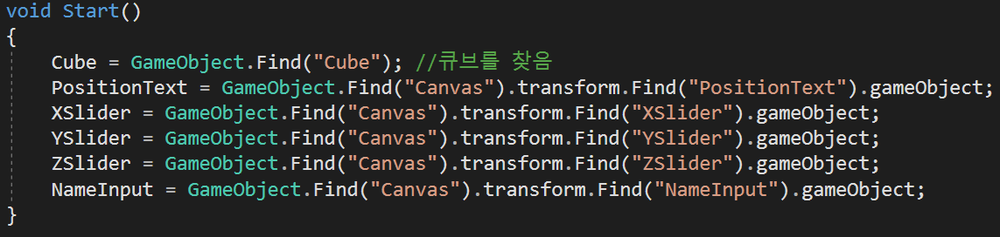 void Start()
{
    Cube = GameObject.Find("Cube"); //큐브를 찾음
    PositionText = GameObject.Find("Canvas").transform.Find("PositionText").gameObject;
    XSlider = GameObject.Find("Canvas").transform.Find("XSlider").gameObject;
    YSlider = GameObject.Find("Canvas").transform.Find("YSlider").gameObject;
    ZSlider = GameObject.Find("Canvas").transform.Find("ZSlider").gameObject;
    NameInput = GameObject.Find("Canvas").transform.Find("NameInput").gameObject;
}